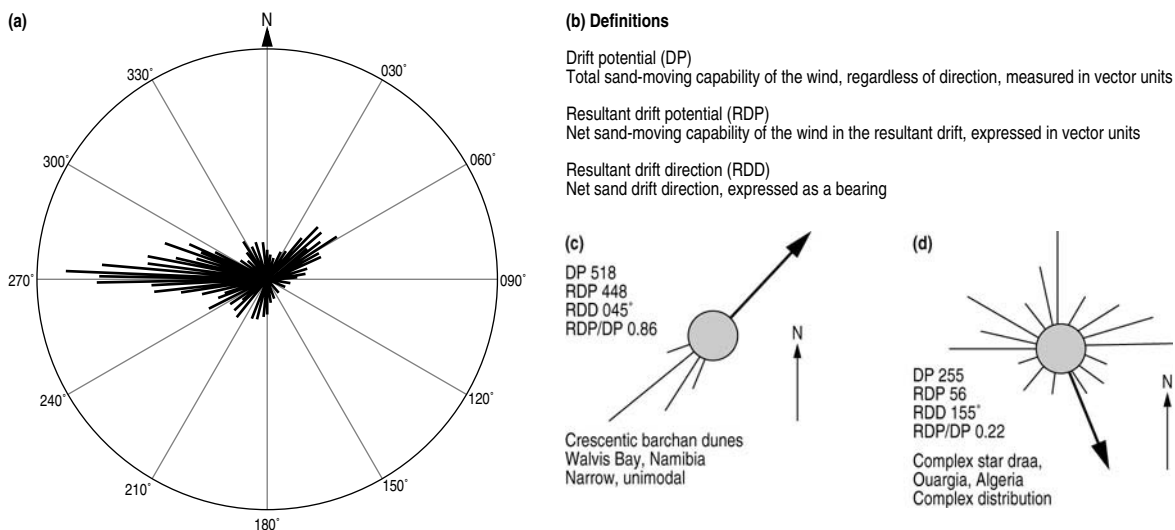 (a)
N
030°
060°
090°
120°
150°
180°
210°
240°
270°
300°
330°
(b) Definitions
Drift potential (DP)
Total sand-moving capability of the wind, regardless of direction, measured in vector units
Resultant drift potential (RDP)
Net sand-moving capability of the wind in the resultant drift, expressed in vector units
Resultant drift direction (RDD)
Net sand drift direction, expressed as a bearing
(c)
DP 518
RDP 448
RDD 045°
RDP/DP 0.86
N
Crescentic barchan dunes
Walvis Bay, Namibia
Narrow, unimodal
(d)
DP 255
RDP 56
RDD 155°
RDP/DP 0.22
N
Complex star draa,
Ouargia, Algeria
Complex distribution